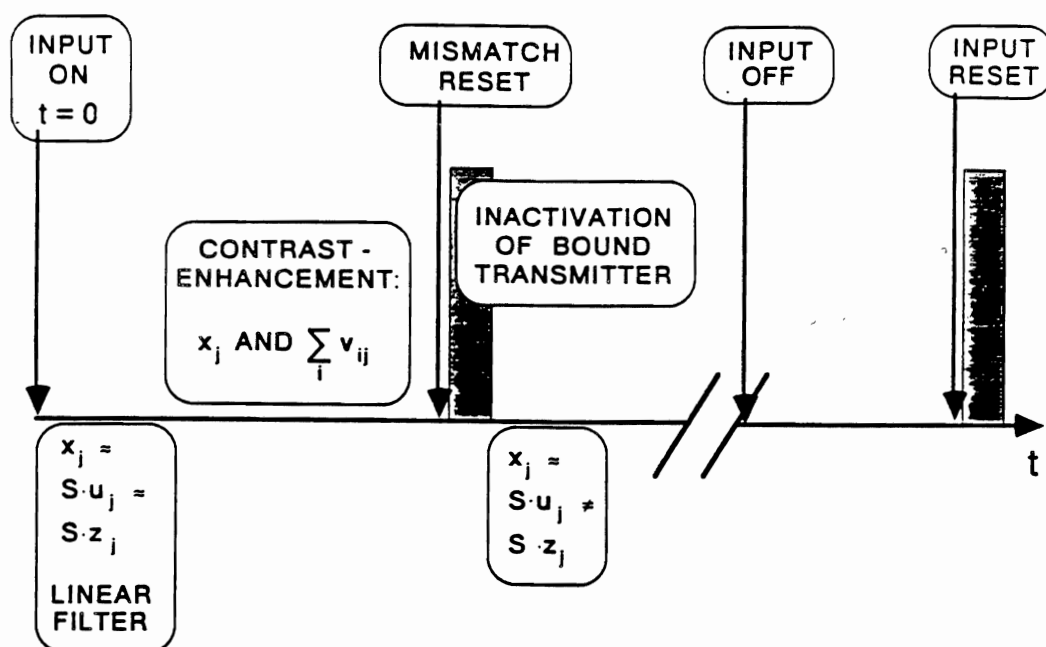 INPUT
ON
t = 0
MISMATCH
RESET
INPUT
OFF
INPUT
RESET
CONTRAST -
ENHANCEMENT:
x_j AND ∑_i v_ij
INACTIVATION
OF BOUND
TRANSMITTER
t
x_j ≈
S·u_j ≈
S·z_j
LINEAR
FILTER
x_j ≈
S·u_j ≠
S·z_j